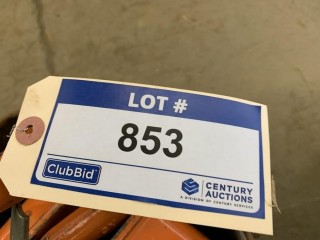 LOT #
853
ClubBid
CENTURY
AUCTIONS
A DIVISION OF CENTURY SERVICES